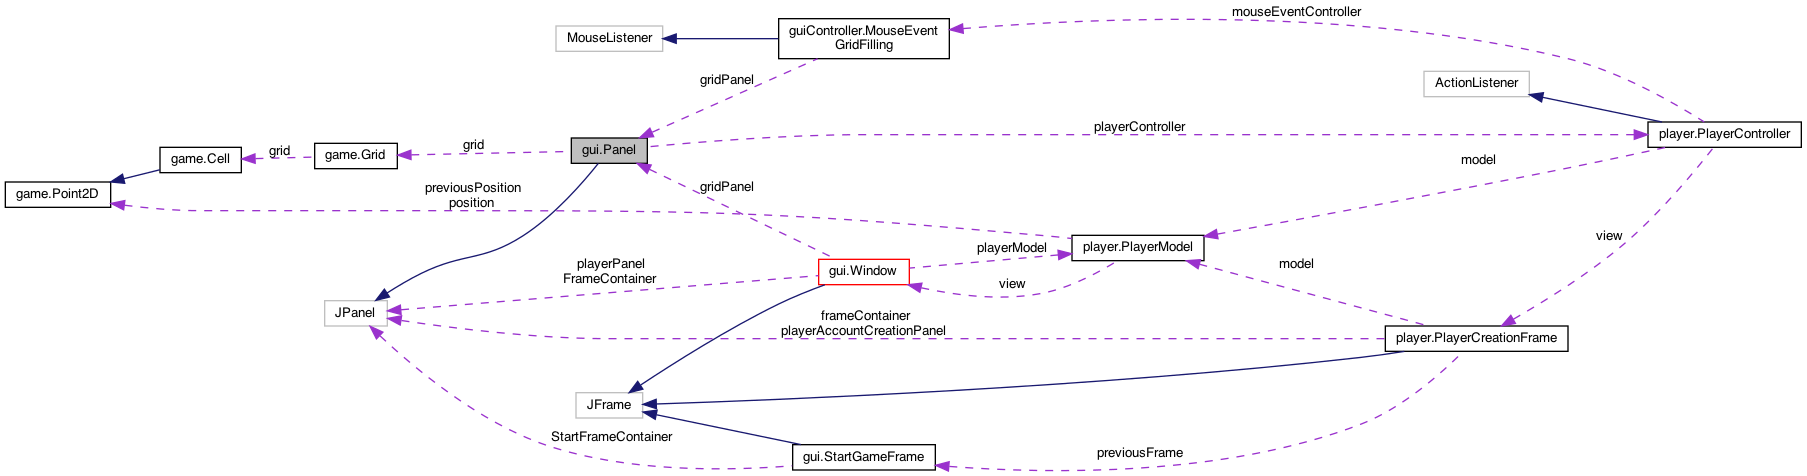 mouseEventController
MouseListener
guiController.MouseEvent
GridFilling
gridPanel
ActionListener
playerController
player.PlayerController
game.Cell
grid
game.Grid
grid
gui.Panel
model
game.Point2D
previousPosition
position
gridPanel
view
playerModel
player.PlayerModel
playerPanel
FrameContainer
gui.Window
view
model
JPanel
frameContainer
playerAccountCreationPanel
player.PlayerCreationFrame
JFrame
StartFrameContainer
gui.StartGameFrame
previousFrame